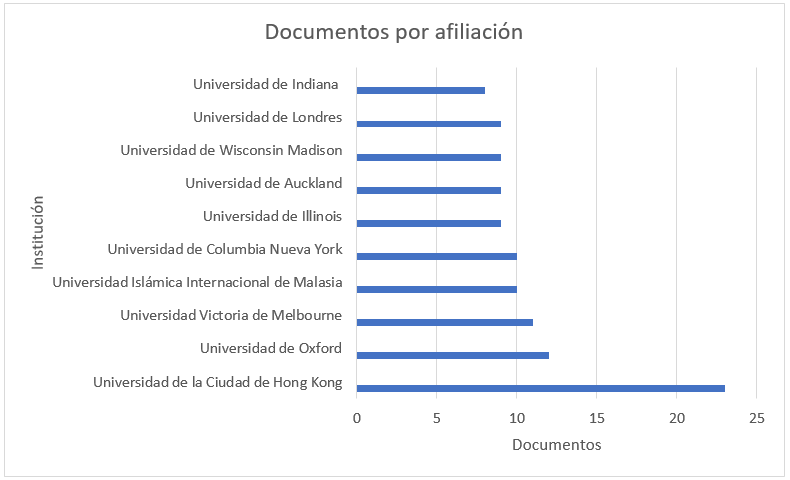 Documentos por afiliación
Universidad de Indiana
Universidad de Londres
Universidad de Wisconsin Madison
Universidad de Auckland
Universidad de Illinois
Universidad de Columbia Nueva York
Universidad Islámica Internacional de Malasia
Universidad Victoria de Melbourne
Universidad de Oxford
Universidad de la Ciudad de Hong Kong
Institución
0 5 10 15 20 25
Documentos